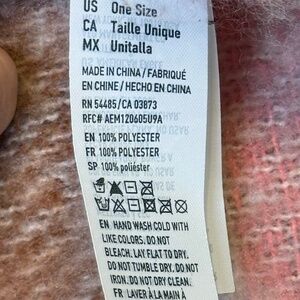 US One Size
CA Taille Unique
MX Unitalla
MADE IN CHINA / FABRIQUÉ
EN CHINE / HECHO EN CHINA
RN 54485/CA 03873
RFC# AEM120605U9A
EN 100% POLYESTER
FR 100% POLYESTER
SP 100% poliéster
EN HAND WASH COLD WITH
LIKE COLORS. DO NOT
BLEACH. LAY FLAT TO DRY.
DO NOT TUMBLE DRY. DO NOT
IRON. DO NOT DRY CLEAN.
FR LAVER À LA MAIN À